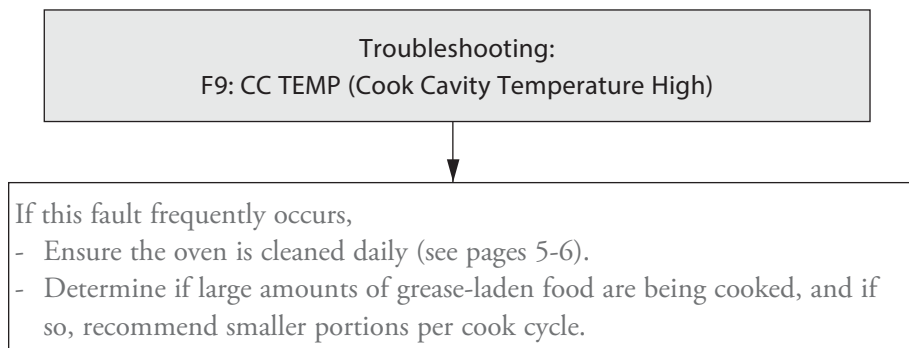 Troubleshooting:
F9: CC TEMP (Cook Cavity Temperature High)
If this fault frequently occurs,
- Ensure the oven is cleaned daily (see pages 5-6).
- Determine if large amounts of grease-laden food are being cooked, and if
so, recommend smaller portions per cook cycle.